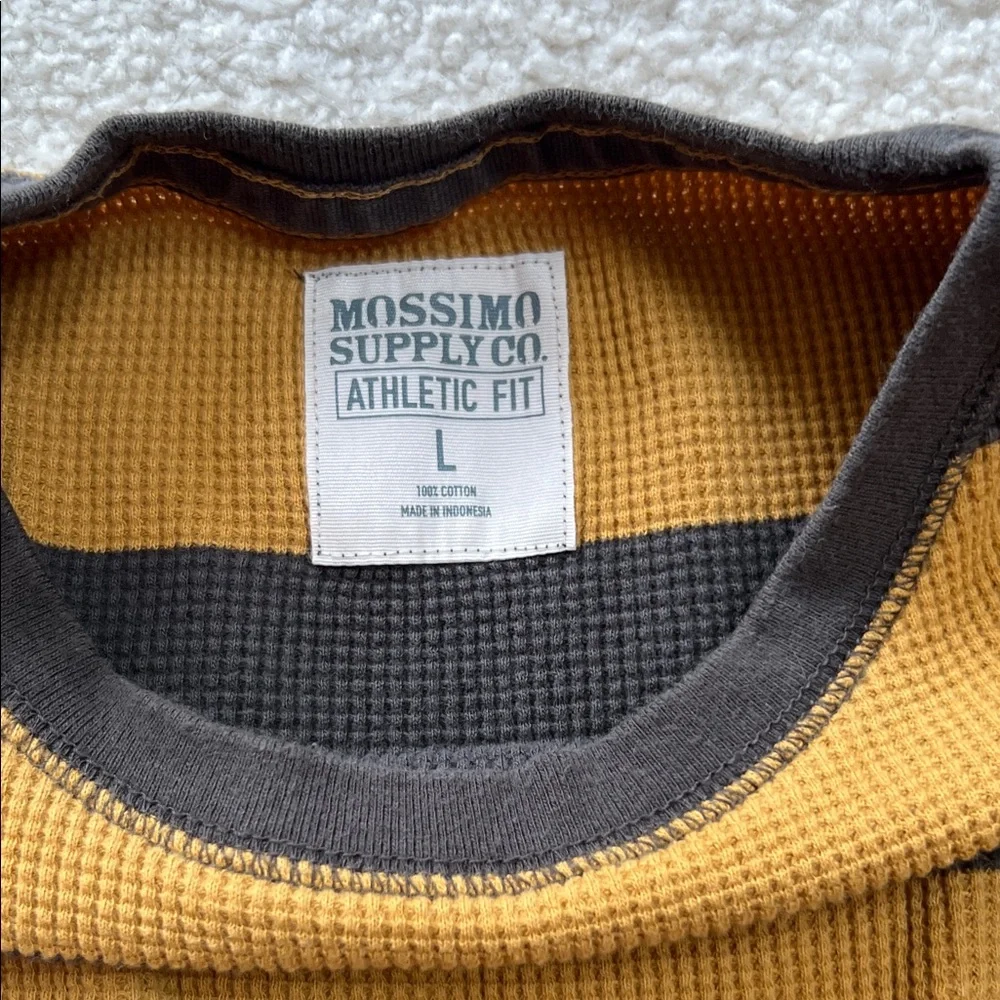 MOSSIMO
SUPPLY CO.
ATHLETIC FIT
L
100% COTTON
MADE IN INDONESIA